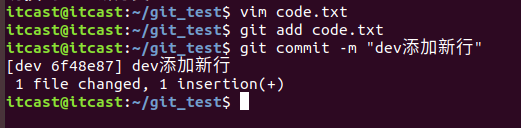 itcast@itcast:~/git_test$ vim code.txt
itcast@itcast:~/git_test$ git add code.txt
itcast@itcast:~/git_test$ git commit -m "dev添加新行"
[dev 6f48e87] dev添加新行
 1 file changed, 1 insertion(+)
itcast@itcast:~/git_test$